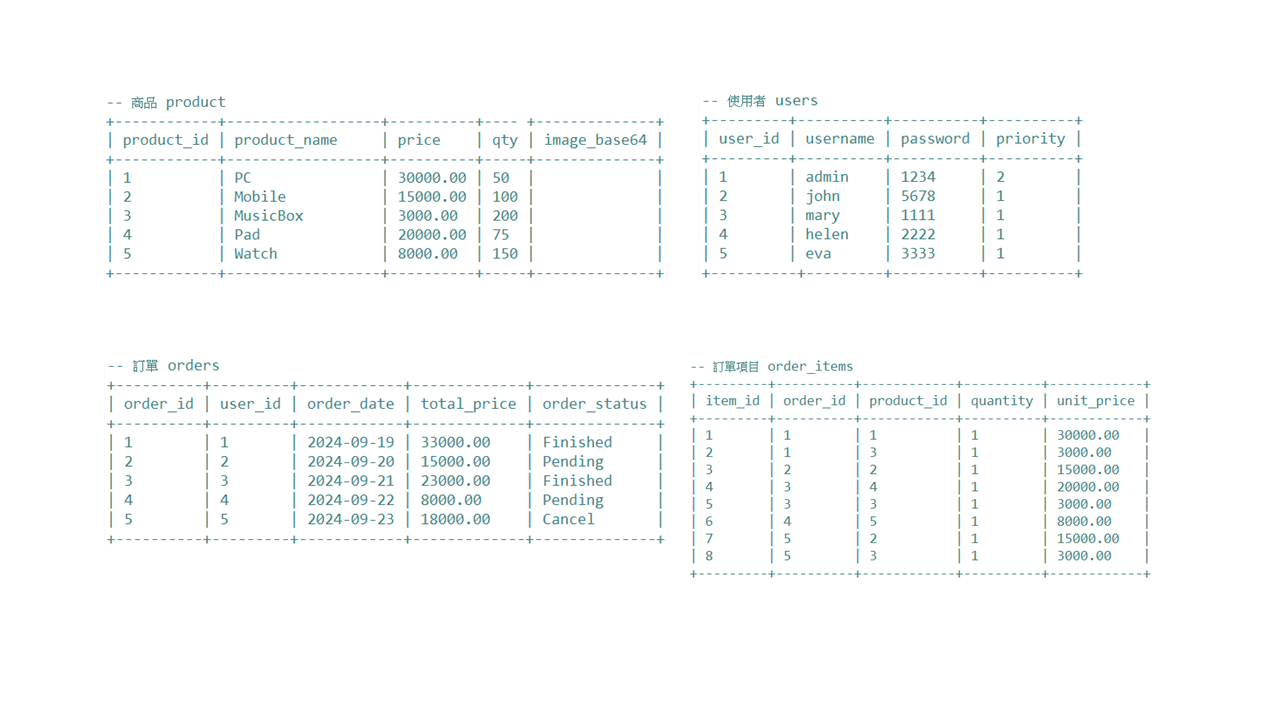 -- 商品 product
+------------+-----------------+----------+---- +--------------+
| product_id | product_name     | price    | qty | image_base64 |
+------------+-----------------+----------+-----+--------------+
| 1          | PC               | 30000.00 | 50  |              |
| 2          | Mobile           | 15000.00 | 100 |              |
| 3          | MusicBox         | 3000.00  | 200 |              |
| 4          | Pad              | 20000.00 | 75  |              |
| 5          | Watch            | 8000.00  | 150 |              |
+------------+-----------------+----------+-----+--------------+
-- 使用者 users
+---------+----------+----------+----------+
| user_id | username | password | priority |
+---------+----------+----------+----------+
| 1       | admin    | 1234     | 2        |
| 2       | john     | 5678     | 1        |
| 3       | mary     | 1111     | 1        |
| 4       | helen    | 2222     | 1        |
| 5       | eva      | 3333     | 1        |
+----------+---------+----------+----------+
-- 訂單 orders
+----------+---------+------------+-------------+--------------+
| order_id | user_id | order_date | total_price | order_status |
+----------+---------+------------+-------------+--------------+
| 1        | 1       | 2024-09-19 | 33000.00    | Finished     |
| 2        | 2       | 2024-09-20 | 15000.00    | Pending      |
| 3        | 3       | 2024-09-21 | 23000.00    | Finished     |
| 4        | 4       | 2024-09-22 | 8000.00     | Pending      |
| 5        | 5       | 2024-09-23 | 18000.00    | Cancel       |
+----------+---------+------------+-------------+--------------+
-- 訂單項目 order_items
+---------+----------+------------+----------+------------+
| item_id | order_id | product_id | quantity | unit_price |
+---------+----------+------------+----------+------------+
| 1       | 1        | 1          | 1        | 30000.00   |
| 2       | 1        | 3          | 1        | 3000.00    |
| 3       | 2        | 2          | 1        | 15000.00   |
| 4       | 3        | 4          | 1        | 20000.00   |
| 5       | 3        | 3          | 1        | 3000.00    |
| 6       | 4        | 5          | 1        | 8000.00    |
| 7       | 5        | 2          | 1        | 15000.00   |
| 8       | 5        | 3          | 1        | 3000.00    |
+---------+----------+------------+----------+------------+